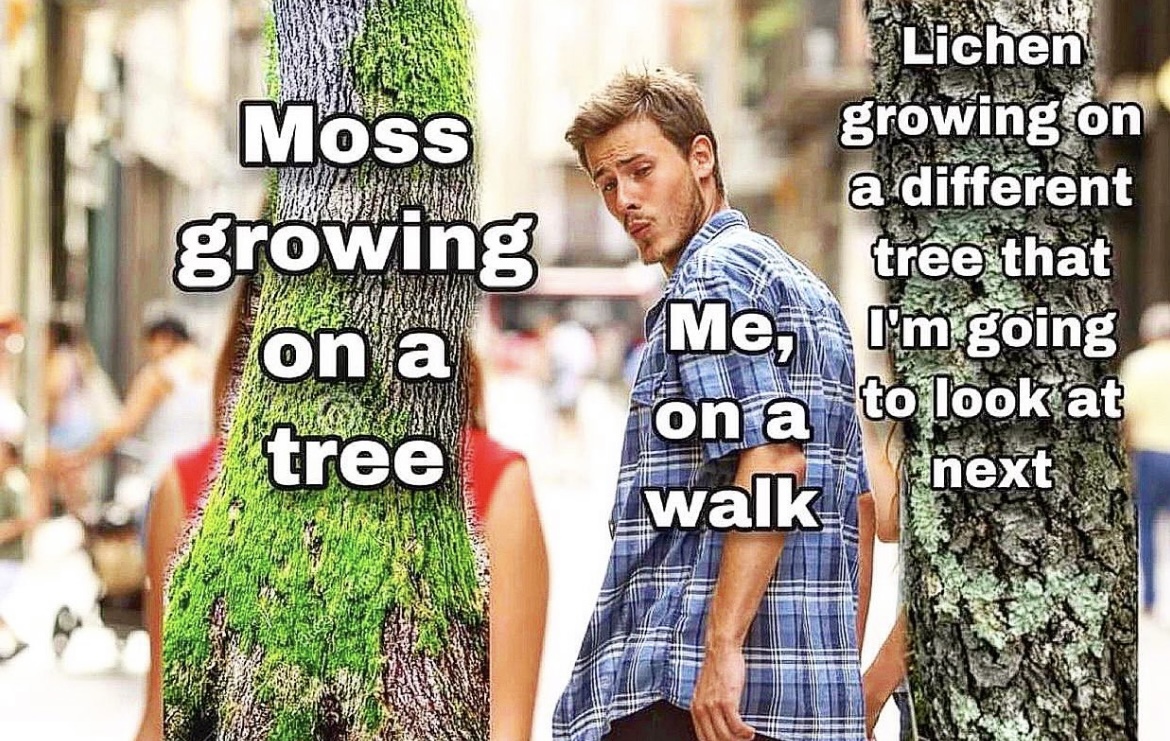 Moss
growing
on a
tree
Me,
on a
walk
Lichen
growing on
a different
tree that
I'm going
to look at
next